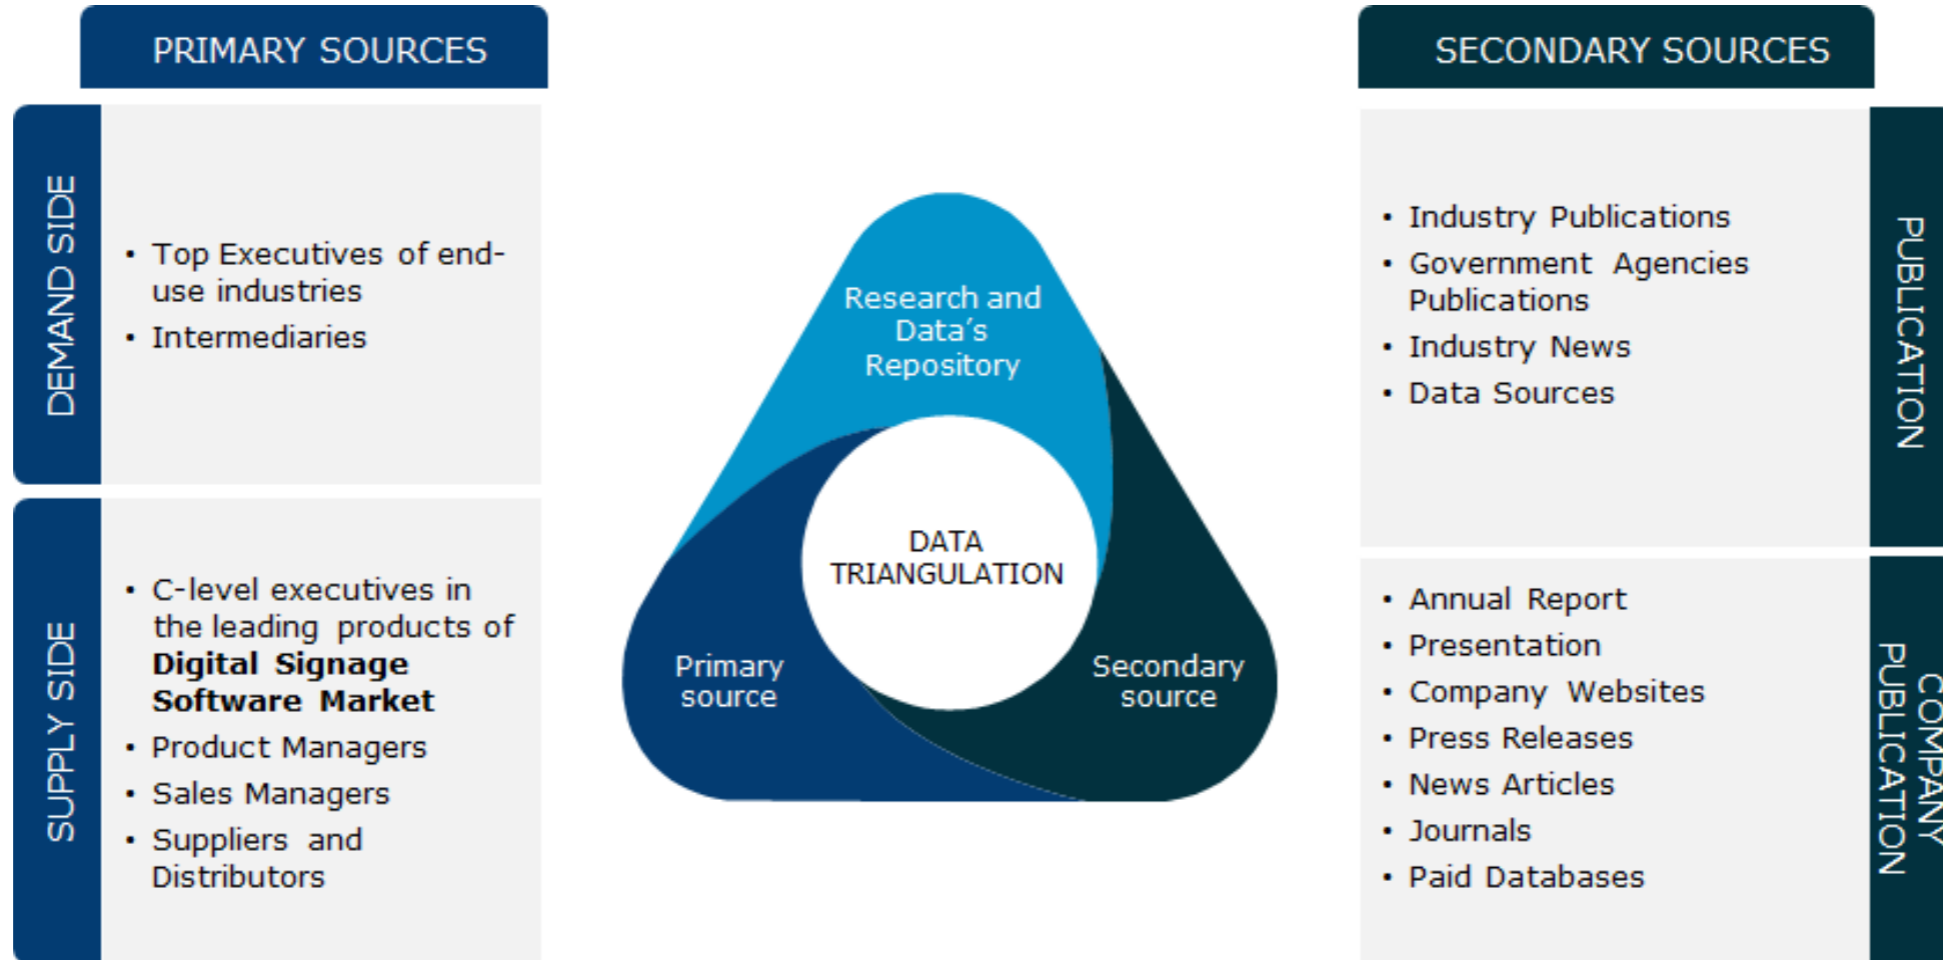 PRIMARY SOURCES
DEMAND SIDE
• Top Executives of end-
use industries
• Intermediaries
SUPPLY SIDE
• C-level executives in
the leading products of
Digital Signage
Software Market
• Product Managers
• Sales Managers
• Suppliers and
Distributors
Research and
Data's
Repository
DATA
TRIANGULATION
Primary
source
Secondary
source
SECONDARY SOURCES
• Industry Publications
• Government Agencies
Publications
• Industry News
• Data Sources
PUBLICATION
• Annual Report
• Presentation
• Company Websites
• Press Releases
• News Articles
• Journals
• Paid Databases
COMPANY
PUBLICATION